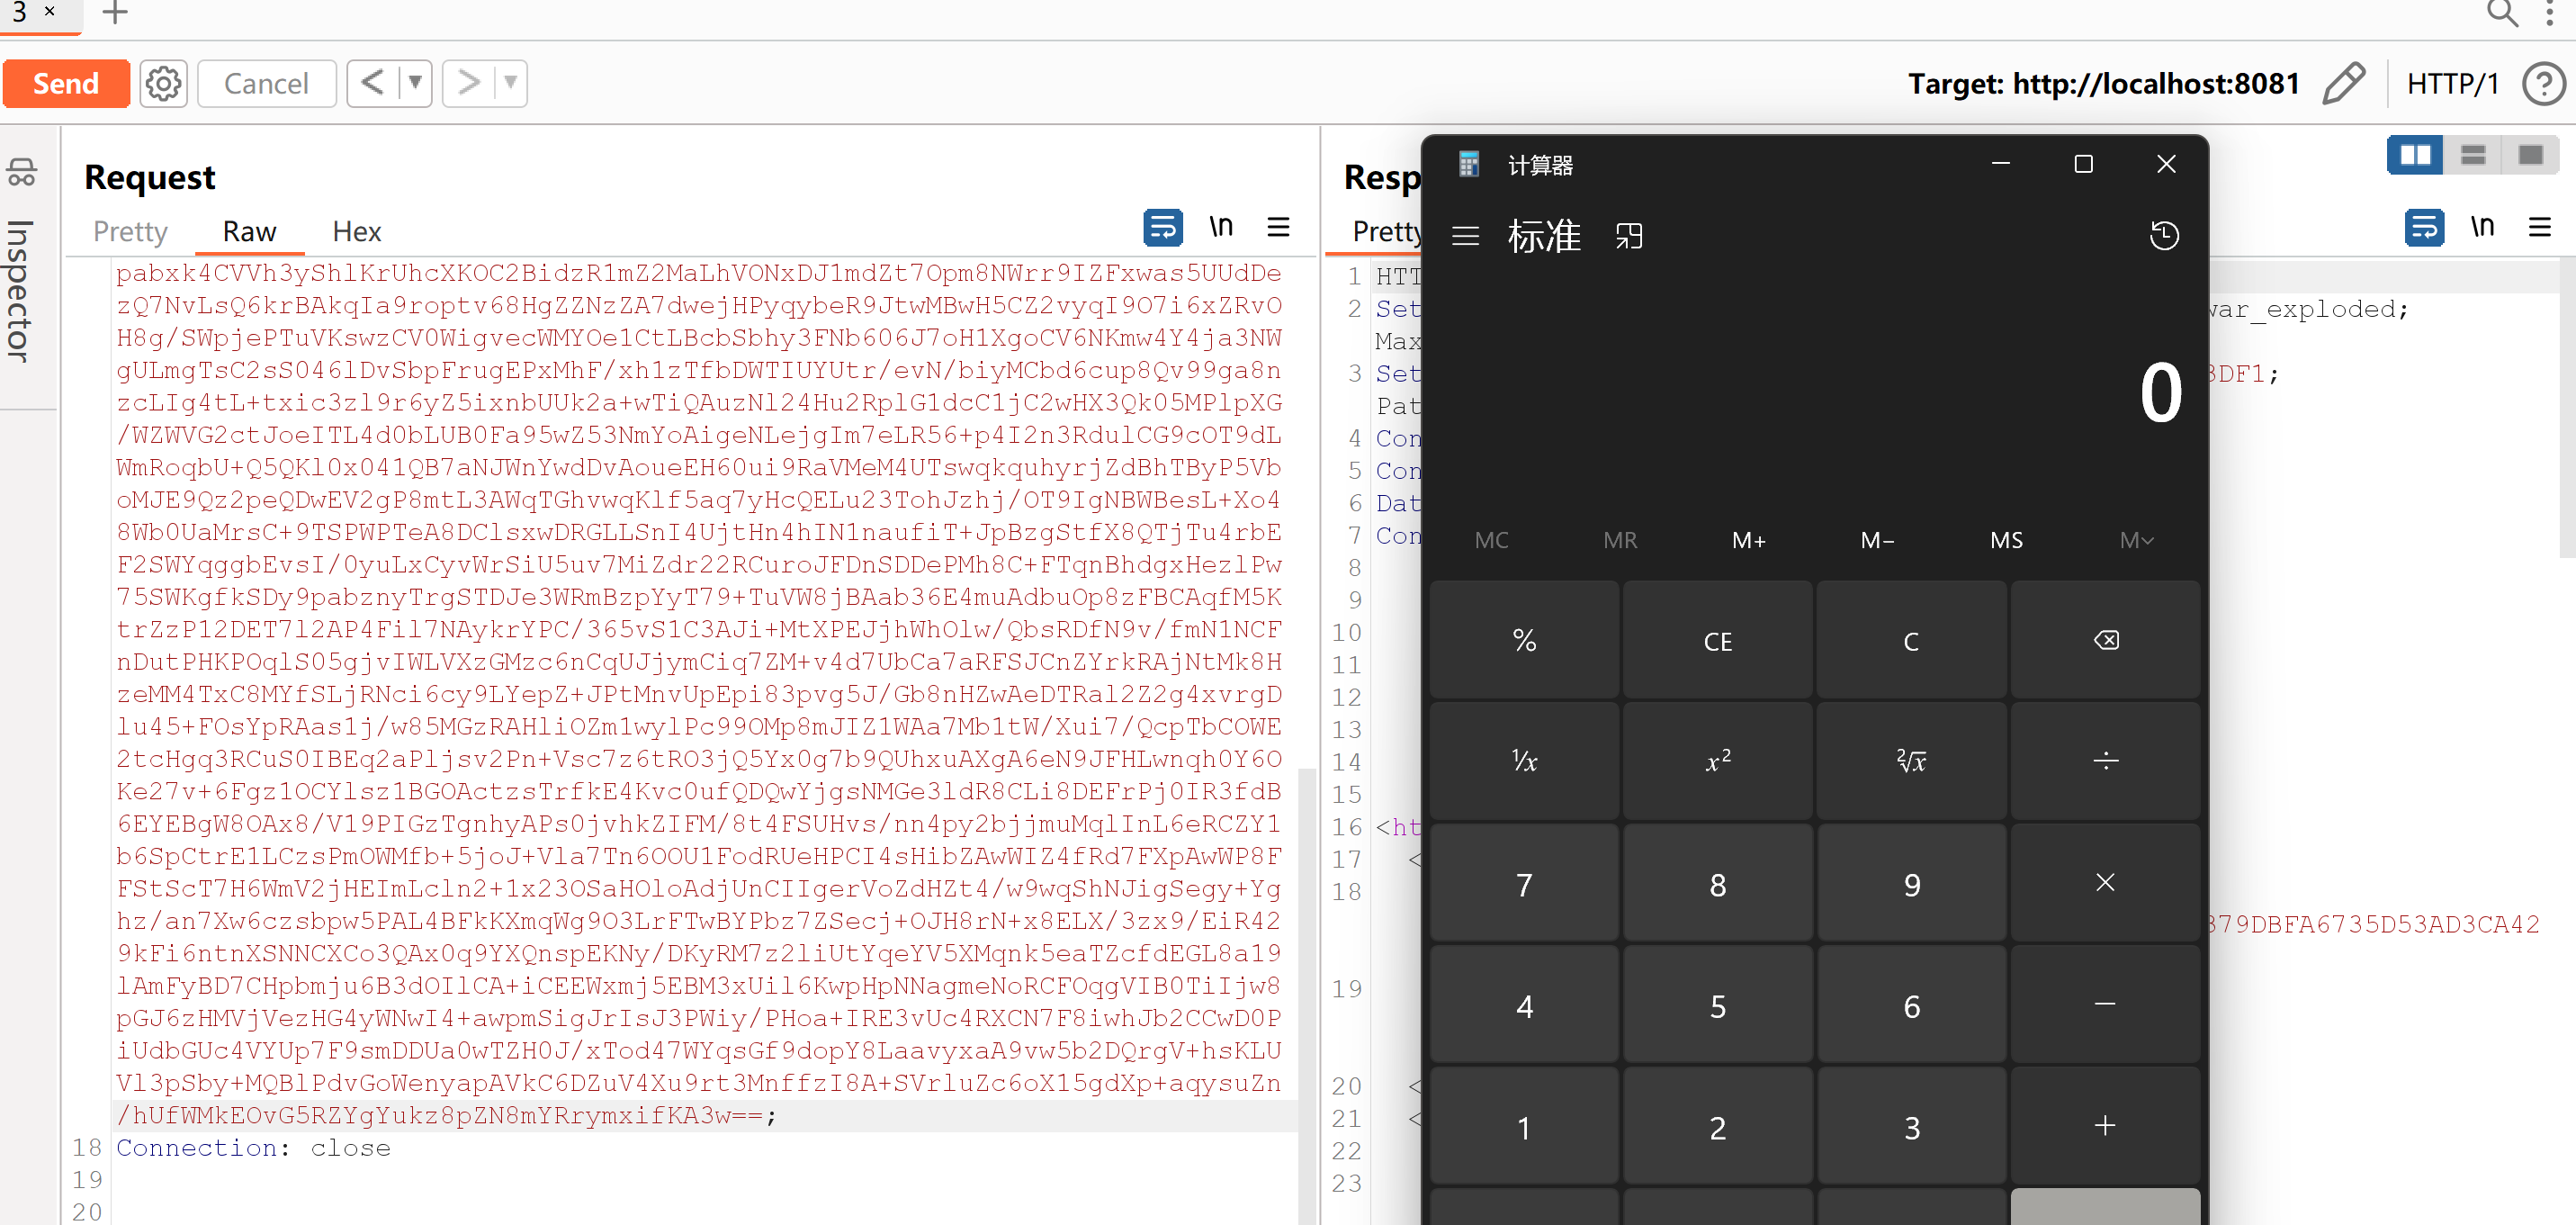 3 ×
Send
Cancel
Target: http://localhost:8081
HTTP/1
Inspector
Request
Pretty
Raw
Hex
\n
pabxk4CVVh3yShlKrUhcXKOC2BidzR1mZ2MaLhVONxDJ1mdZt7Opm8NWrr9IZFxwas5UUdDe
zQ7NvLsQ6krBAkqIa9roptv68HgZZNzZA7dwejHPyqybeR9JtwMBwH5CZ2vyqI9O7i6xZRvO
H8g/SWpjePTuVKswzCV0WigvecWMYOe1CtLBcbSbhy3FNb606J7oH1XgoCV6NKmw4Y4ja3NW
gULmgTsC2sS046lDvSbpFrugEPxMhF/xh1zTfbDWTIUYUtr/evN/biyMCbd6cup8Qv99ga8n
zcLIg4tL+txic3zl9r6yZ5ixnbUUk2a+wTiQAuzNl24Hu2RplG1dcC1jC2wHX3Qk05MPlpXG
/WZWVG2ctJoeITL4d0bLUB0Fa95wZ53NmYoAigeNLejgIm7eLR56+p4I2n3RdulCG9cOT9dL
WmRoqbU+Q5QKl0x041QB7aNJWnYwdDvAoueEH60ui9RaVMeM4UTswqkquhyrjZdBhTByP5Vb
oMJE9Qz2peQDwEV2gP8mtL3AWqTGhvwqKlf5aq7yHcQELu23TohJzhj/OT9IgNBWBesL+Xo4
8Wb0UaMrsC+9TSPWPTeA8DClsxwDRGLLSnI4UjtHn4hIN1naufiT+JpBzgStfX8QTjTu4rbE
F2SWYqggbEvsI/0yuLxCyvWrSiU5uv7MiZdr22RCuroJFDnSDDePMh8C+FTqnBhdgxHezlPw
75SWKgfkSDy9pabznyTrgSTDJe3WRmBzpYyT79+TuVW8jBAab36E4muAdbuOp8zFBCAqfM5K
trZzP12DET7l2AP4Fil7NAykrYPC/365vS1C3AJi+MtXPEJjhWhOlw/QbsRDfN9v/fmN1NCF
nDutPHKPOqlS05gjvIWLVXzGMzc6nCqUJjymCiq7ZM+v4d7UbCa7aRFSJCnZYrkRAjNtMk8H
zeMM4TxC8MYfSLjRNci6cy9LYepZ+JPtMnvUpEpi83pvg5J/Gb8nHZwAeDTRal2Z2g4xvrgD
lu45+FOsYpRAas1j/w85MGzRAHliOZm1wylPc99OMp8mJIZ1WAa7Mb1tW/Xui7/QcpTbCOWE
2tcHgq3RCuS0IBEq2aPljsv2Pn+Vsc7z6tRO3jQ5Yx0g7b9QUhxuAXgA6eN9JFHLwnqh0Y6O
Ke27v+6Fgz1OCYlsz1BGOActzsTrfkE4Kvc0ufQDQwYjgsNMGe3ldR8CLi8DEFrPj0IR3fdB
6EYEBgW8OAx8/V19PIGzTgnhyAPs0jvhkZIFM/8t4FSUHvs/nn4py2bjjmuMqlInL6eRCZY1
b6SpCtrE1LCzsPmOWMfb+5joJ+Vla7Tn6OOU1FodRUeHPCI4sHibZAwWIZ4fRd7FXpAwWP8F
FStScT7H6WmV2jHEImLcln2+1x23OSaHOloAdjUnCIIgerVoZdHZt4/w9wqShNJigSegy+Yg
hz/an7Xw6czsbpw5PAL4BFkKXmqWg9O3LrFTwBYPbz7ZSecj+OJH8rN+x8ELX/3zx9/EiR42
9kFi6ntnXSNNCXCo3QAx0q9YXQnspEKNy/DKyRM7z2liUtYqeYV5XMqnk5eaTZcfdEGL8a19
lAmFyBD7CHpbmju6B3dOIlCA+iCEEWxmj5EBM3xUil6KwpHpNNagmeNoRCFOqgVIB0TiIjw8
pGJ6zHMVjVezHG4yWNwI4+awpmSigJrIsJ3PWiy/PHoa+IRE3vUc4RXCN7F8iwhJb2CCwD0P
iUdbGUc4VYUp7F9smDDUa0wTZH0J/xTod47WYqsGf9dopY8LaavyxaA9vw5b2DQrgV+hsKLU
Vl3pSby+MQBlPdvGoWenyapAVkC6DZuV4Xu9rt3MnffzI8A+SVrluZc6oX15gdXp+aqysuZn
/hUfWMkEOvG5RZYgYukz8pZN8mYRrymxifKA3w==;
18 Connection: close
19
20
Resp
Pretty
\n
1 HTT
2 Set war_exploded;
Max
3 Set 3DF1;
Pat
4 Con
5 Con
6 Dat
7 Con
8
9
10
11
12
13
14
15
16 <ht
17 <
18
379DBFA6735D53AD3CA42
19
20 <
21 <
22
23
计算器
标准
0
MC MR M+ M− MS M
% CE C
¹/x x² ²√x ÷
7 8 9 ×
4 5 6 −
1 2 3 +